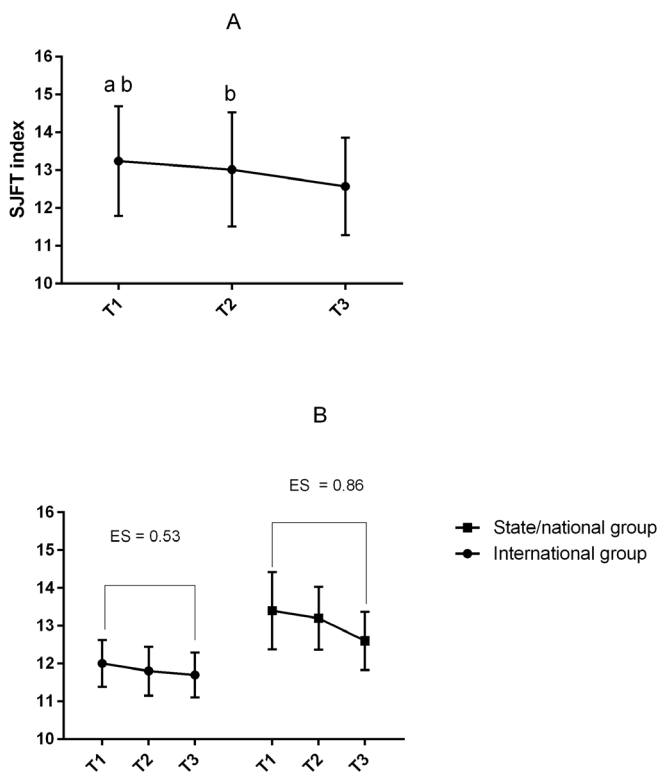 A
16
15
14
13
12
11
10
SJFT index
a b
b
T1
T2
T3
B
16
15
14
13
12
11
10
ES = 0.53
ES = 0.86
T1
T2
T3
T1
T2
T3
State/national group
International group